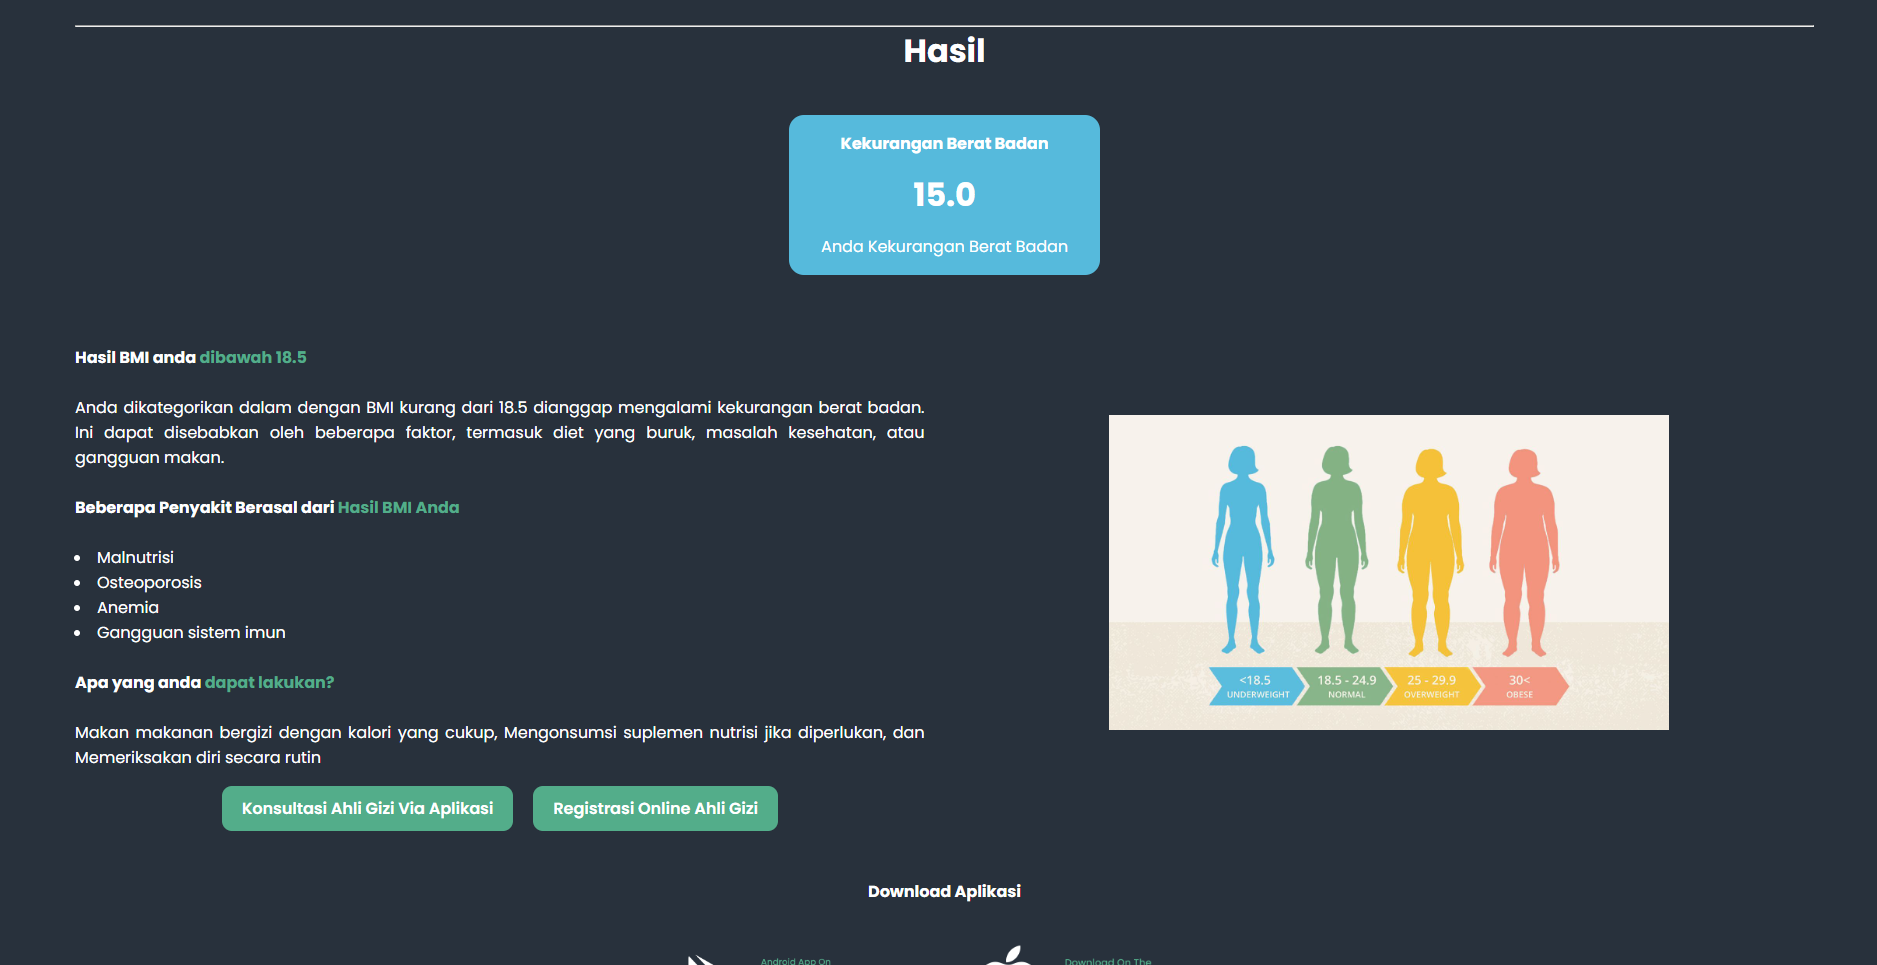 Hasil
Kekurangan Berat Badan
15.0
Anda Kekurangan Berat Badan
Hasil BMI anda dibawah 18.5
Anda dikategorikan dalam dengan BMI kurang dari 18.5 dianggap mengalami kekurangan berat badan.
Ini dapat disebabkan oleh beberapa faktor, termasuk diet yang buruk, masalah kesehatan, atau
gangguan makan.
Beberapa Penyakit Berasal dari Hasil BMI Anda
Malnutrisi
Osteoporosis
Anemia
Gangguan sistem imun
Apa yang anda dapat lakukan?
Makan makanan bergizi dengan kalori yang cukup, Mengonsumsi suplemen nutrisi jika diperlukan, dan
Memeriksakan diri secara rutin
Konsultasi Ahli Gizi Via Aplikasi
Registrasi Online Ahli Gizi
<18.5
UNDERWEIGHT
18.5 - 24.9
NORMAL
25 - 29.9
OVERWEIGHT
30<
OBESE
Download Aplikasi
Android App On
Download On The